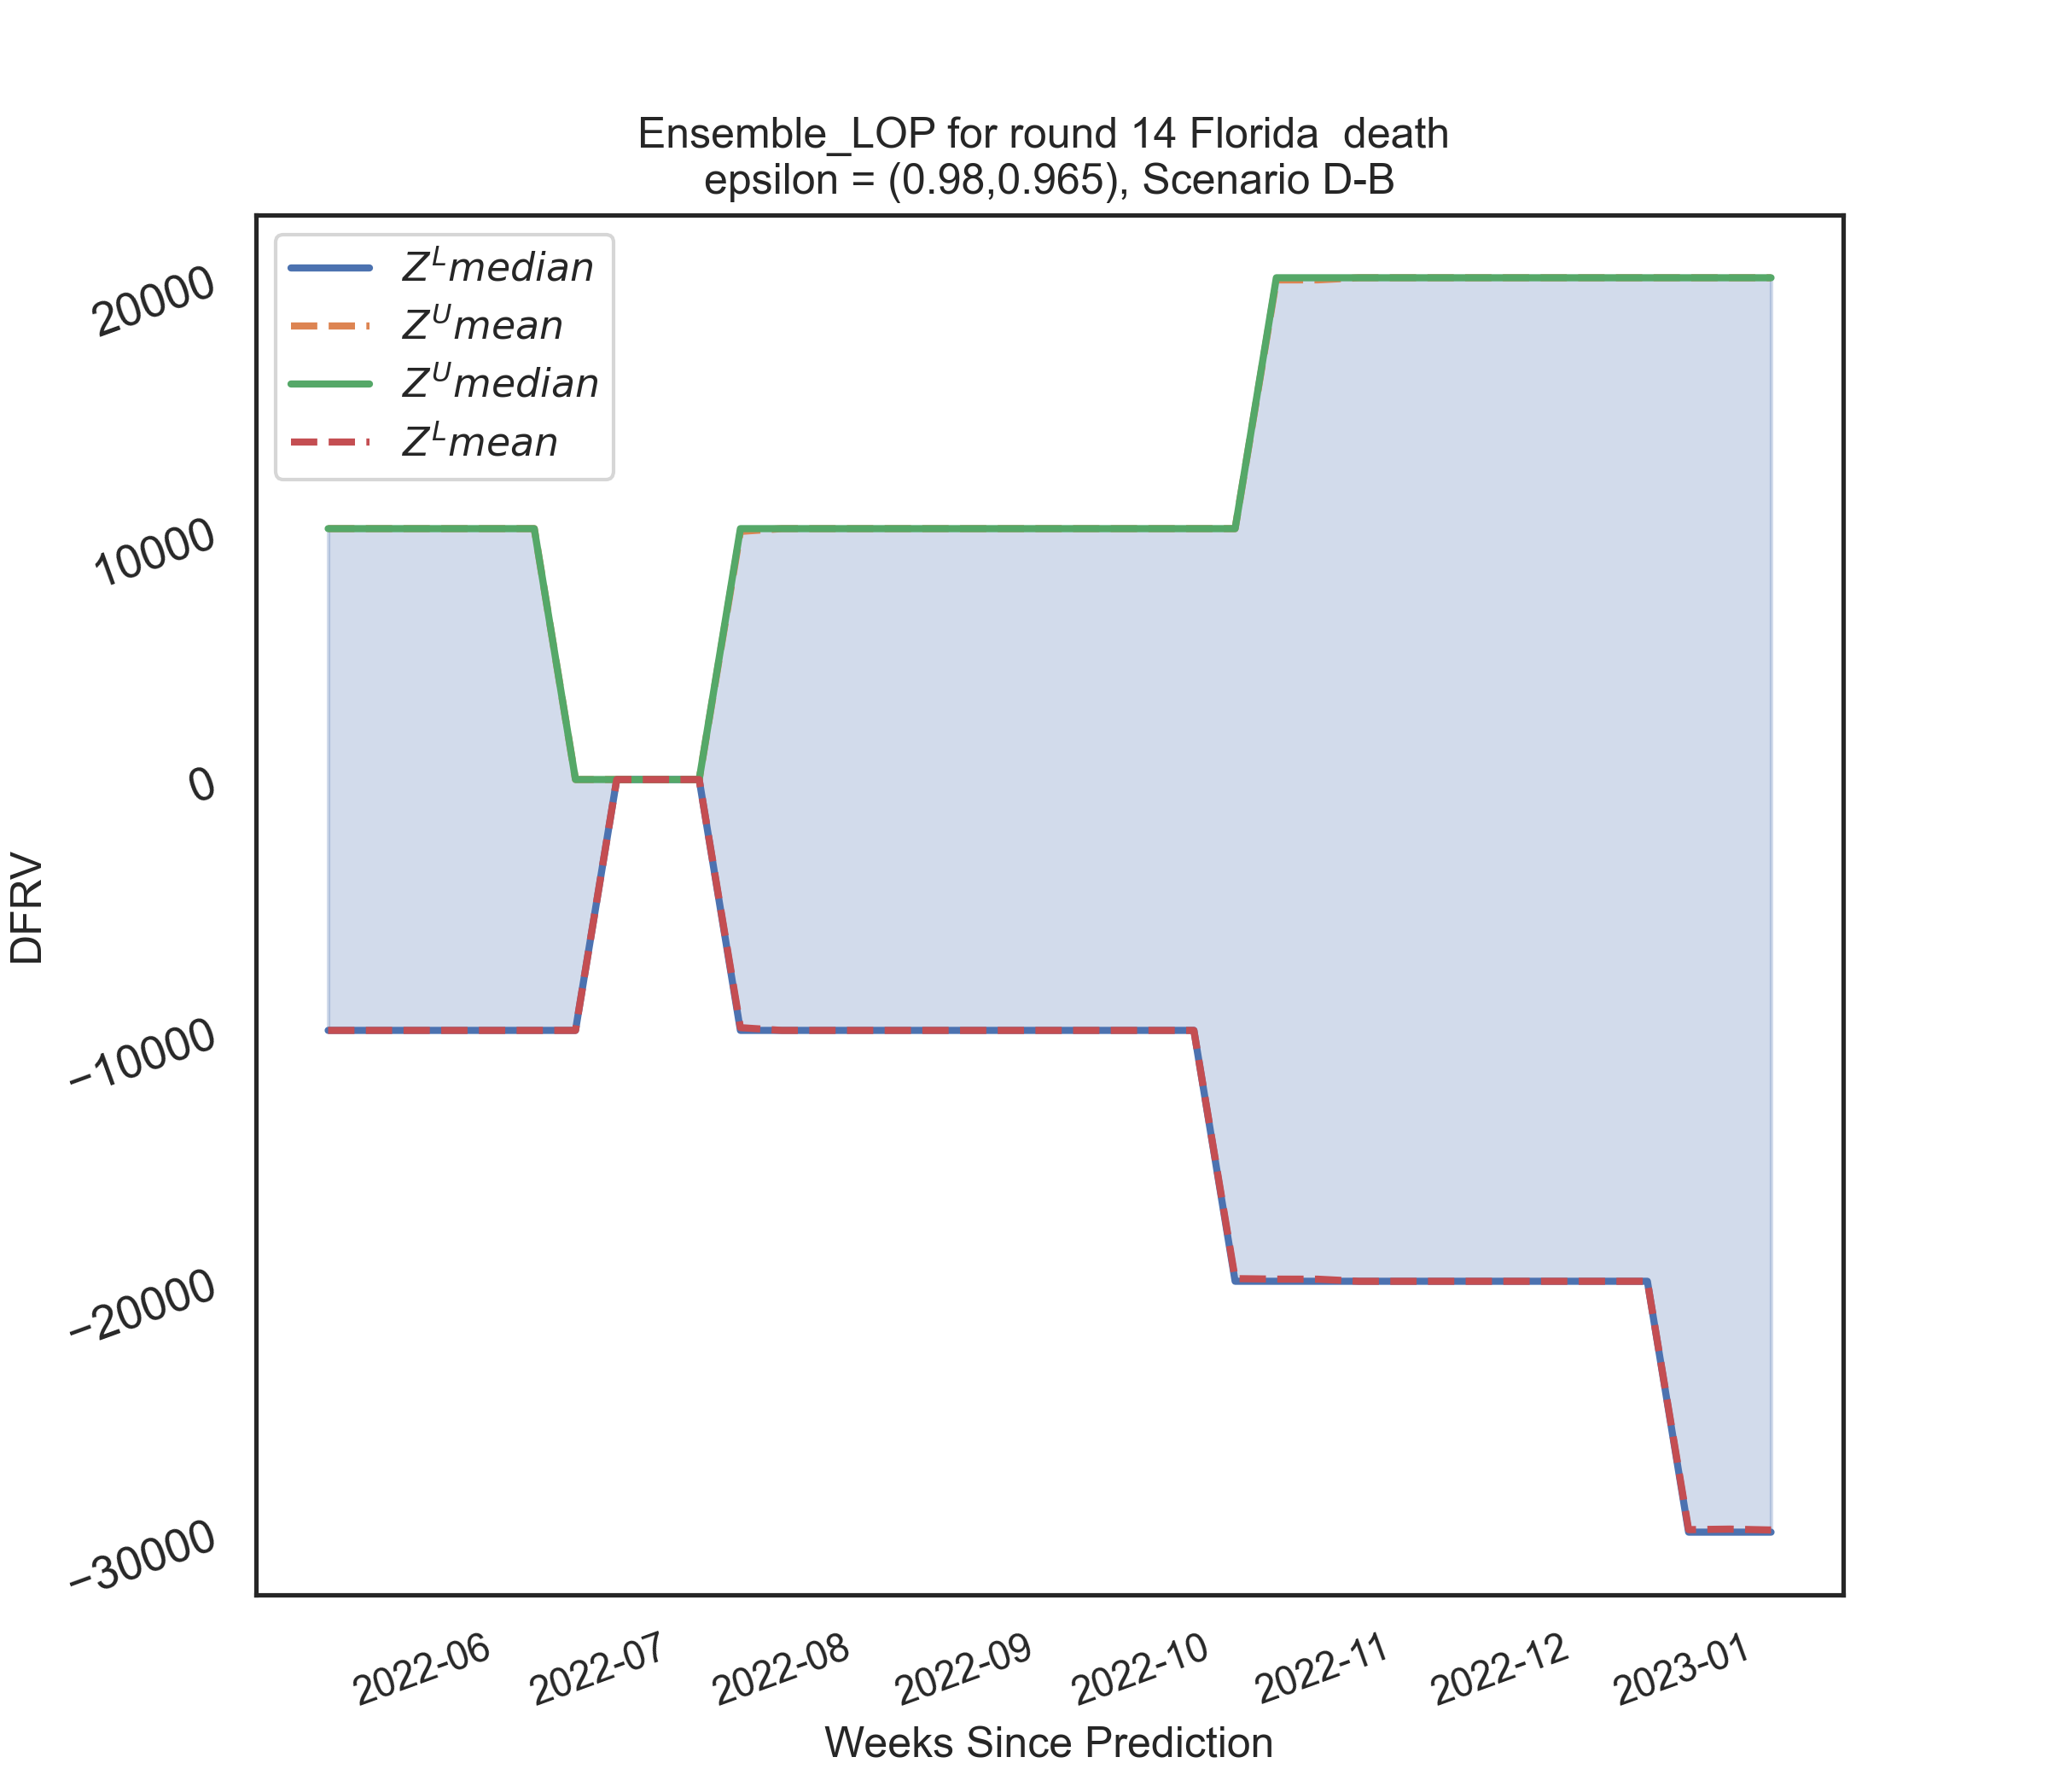 Ensemble_LOP for round 14 Florida  death
epsilon = (0.98,0.965), Scenario D-B
Z^L median
Z^U mean
Z^U median
Z^L mean
20000
10000
0
−10000
−20000
−30000
DFRV
2022-06
2022-07
2022-08
2022-09
2022-10
2022-11
2022-12
2023-01
Weeks Since Prediction